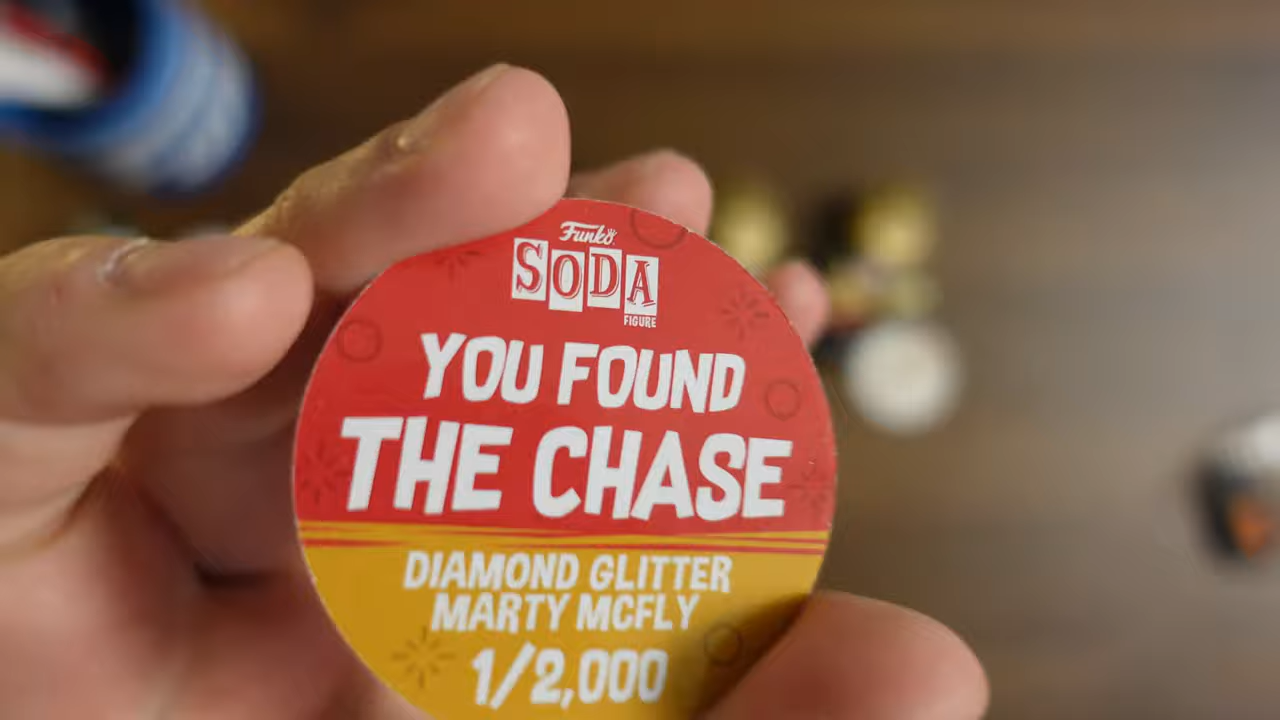 Funko
SODA
FIGURE
YOU FOUND
THE CHASE
DIAMOND GLITTER
MARTY MCFLY
1/2,000